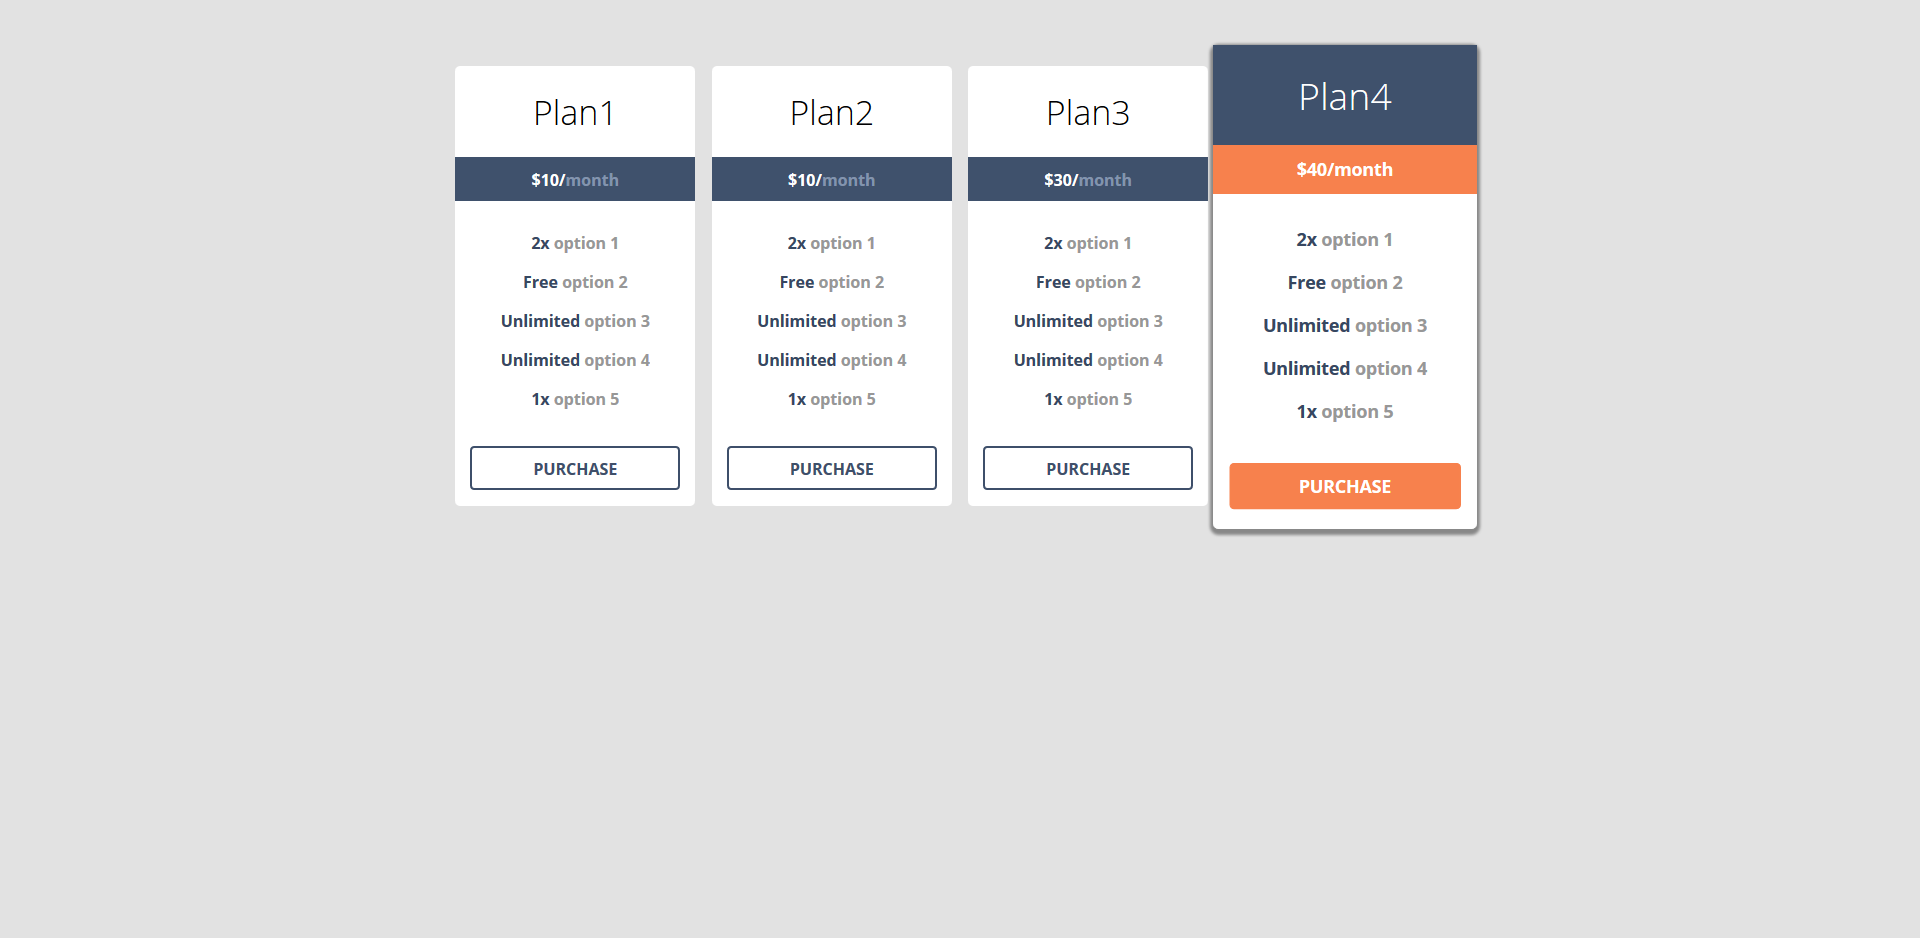 Plan1
$10/month
2x option 1
Free option 2
Unlimited option 3
Unlimited option 4
1x option 5
PURCHASE
Plan2
$10/month
2x option 1
Free option 2
Unlimited option 3
Unlimited option 4
1x option 5
PURCHASE
Plan3
$30/month
2x option 1
Free option 2
Unlimited option 3
Unlimited option 4
1x option 5
PURCHASE
Plan4
$40/month
2x option 1
Free option 2
Unlimited option 3
Unlimited option 4
1x option 5
PURCHASE